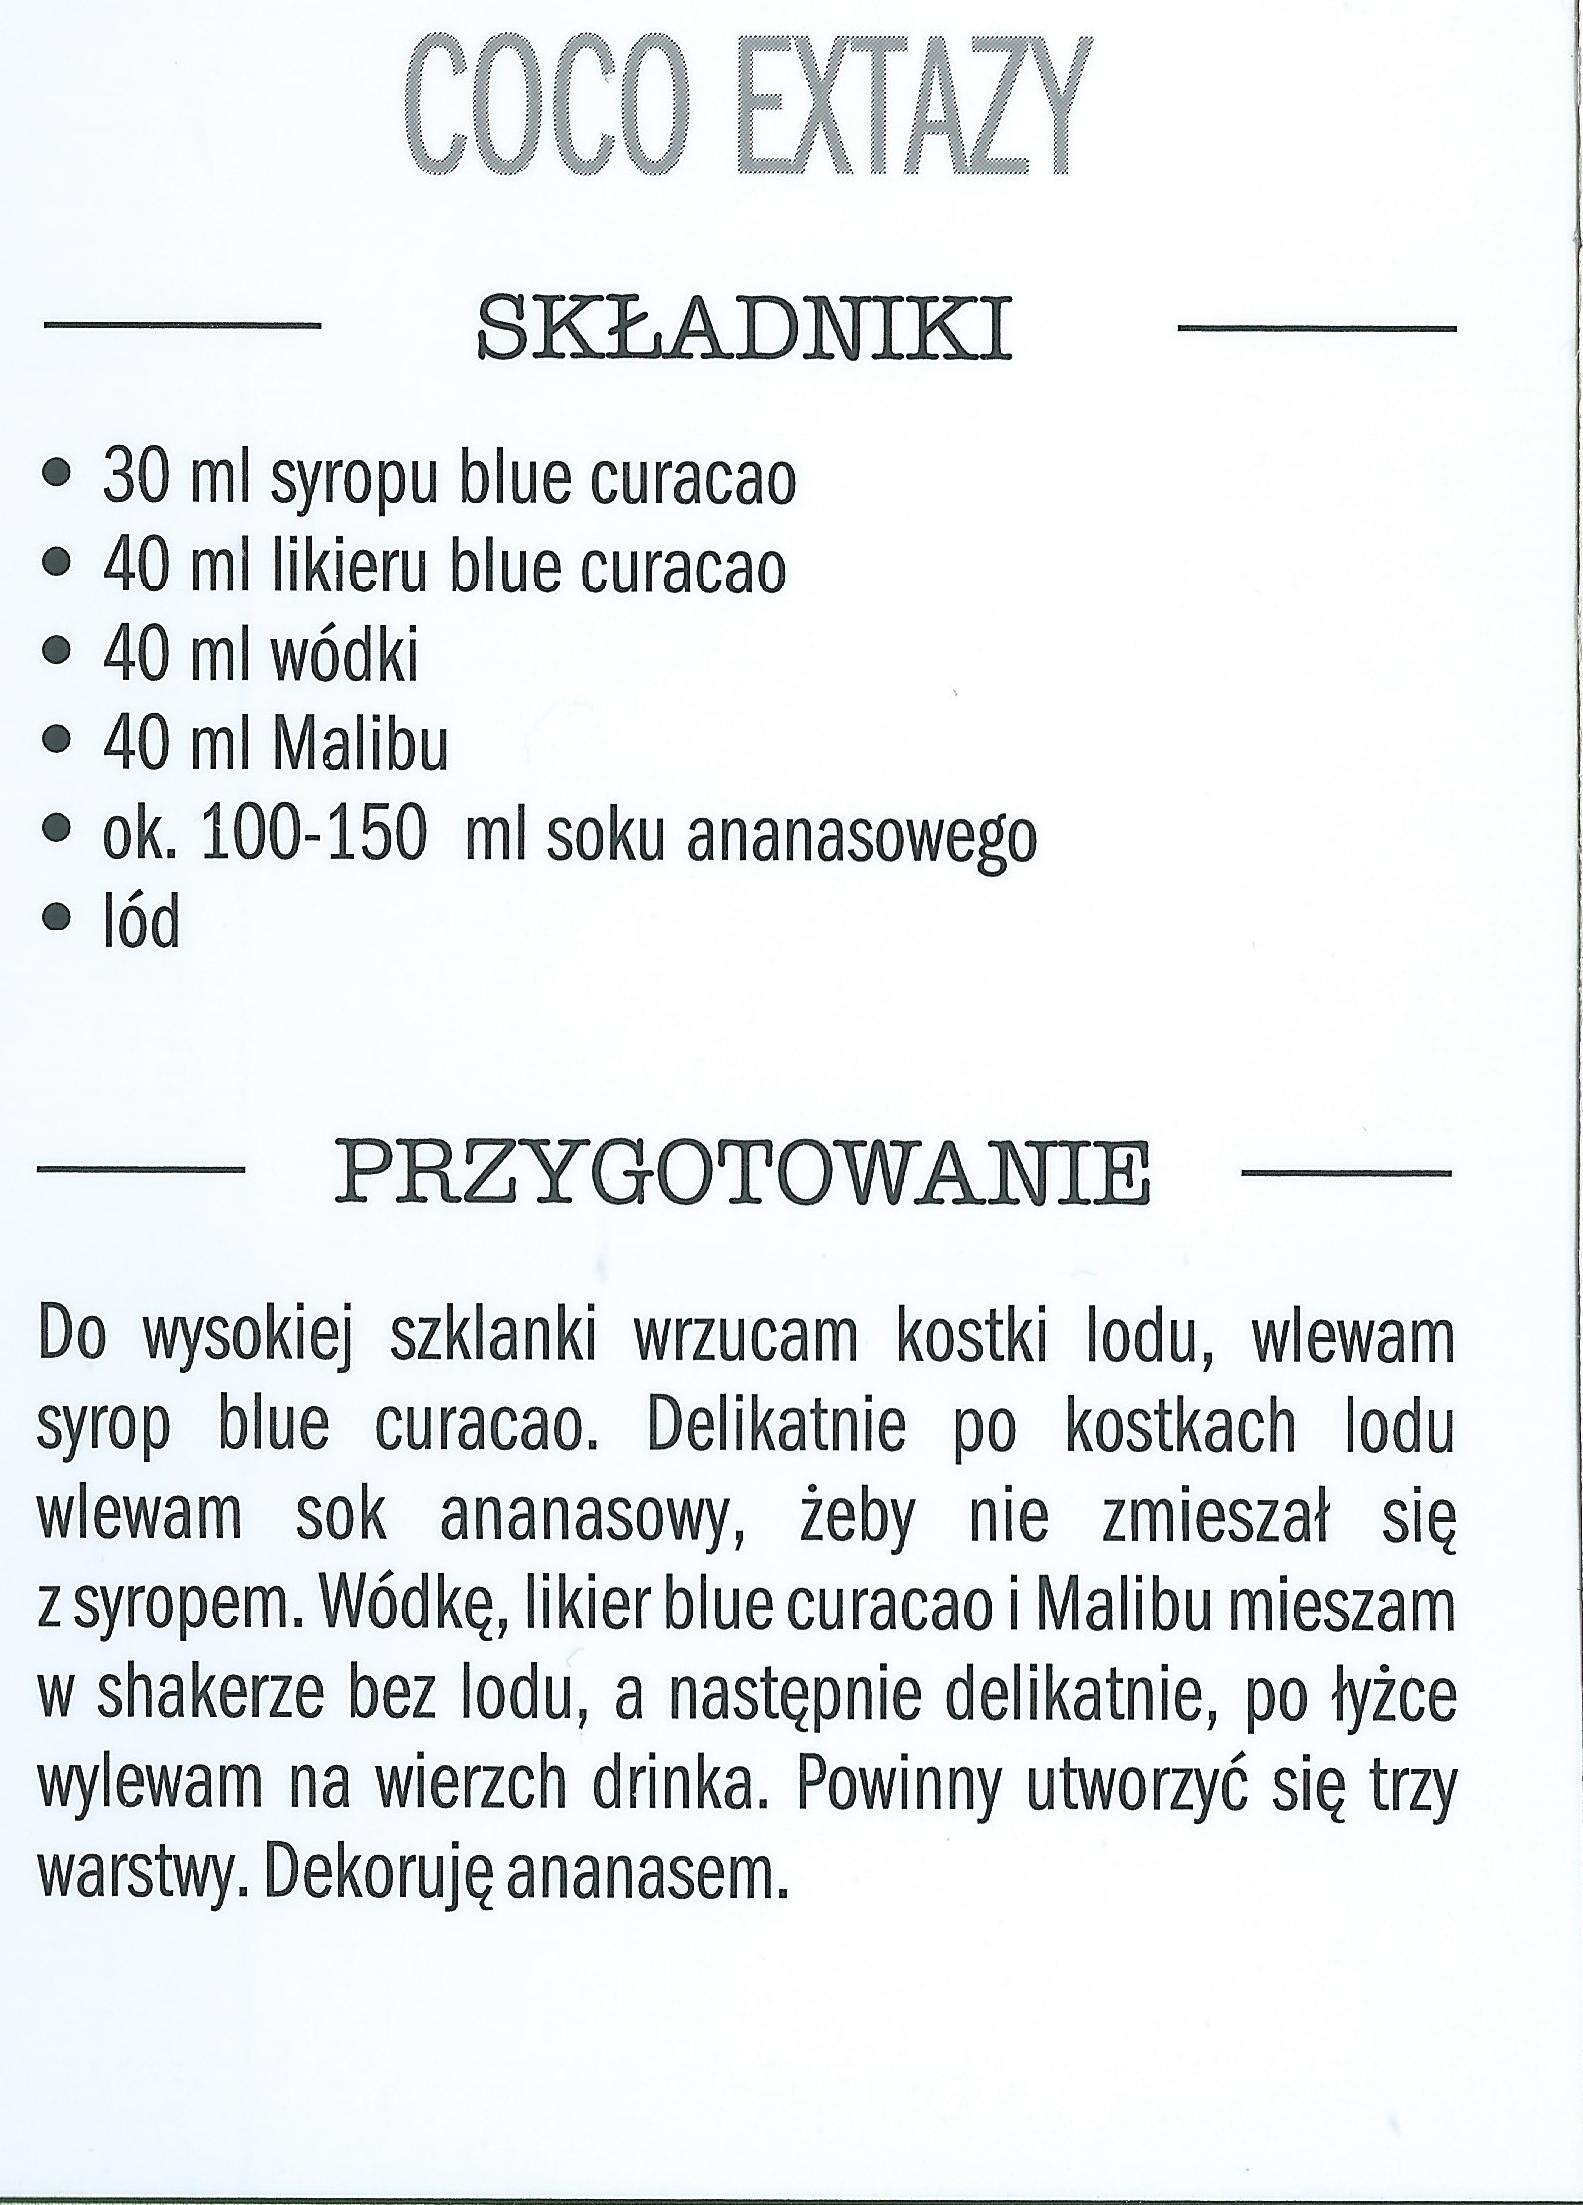 COCO EXTAZY
SKŁADNIKI
• 30 ml syropu blue curacao
• 40 ml likieru blue curacao
• 40 ml wódki
• 40 ml Malibu
• ok. 100-150 ml soku ananasowego
• lód
PRZYGOTOWANIE
Do wysokiej szklanki wrzucam kostki lodu, wlewam
syrop blue curacao. Delikatnie po kostkach lodu
wlewam sok ananasowy, żeby nie zmieszał się
z syropem. Wódkę, likier blue curacao i Malibu mieszam
w shakerze bez lodu, a następnie delikatnie, po łyżce
wylewam na wierzch drinka. Powinny utworzyć się trzy
warstwy. Dekoruję ananasem.